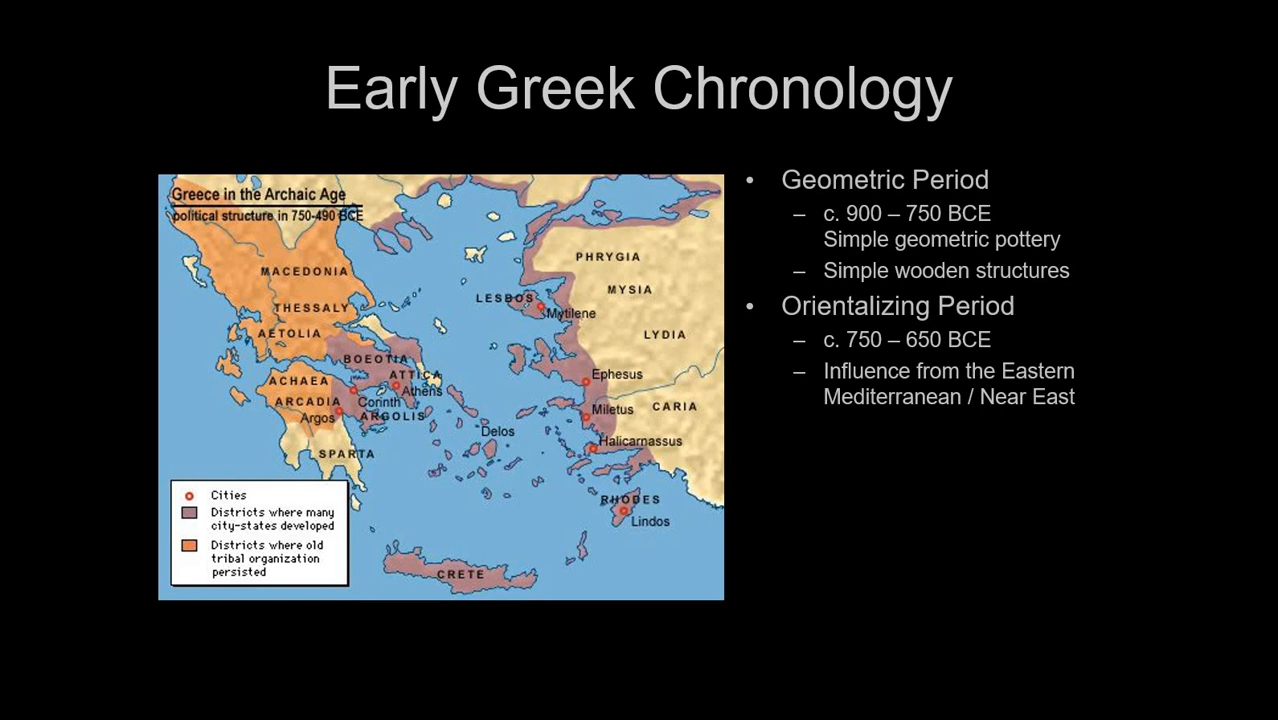 Early Greek Chronology
Greece in the Archaic Age
political structure in 750-490 BCE
MACEDONIA
THESSALY
AETOLIA
BOEOTIA
ATTICA
Athens
ACHAEA
ARCADIA
Corinth
Argos
ARGOLIS
SPARTA
LESBOS
Mytilene
PHRYGIA
MYSIA
LYDIA
Ephesus
Miletus
CARIA
Delos
Halicarnassus
RHODES
Lindos
CRETE
Cities
Districts where many
city-states developed
Districts where old
tribal organization
persisted
• Geometric Period
– c. 900 – 750 BCE
Simple geometric pottery
– Simple wooden structures
• Orientalizing Period
– c. 750 – 650 BCE
– Influence from the Eastern
Mediterranean / Near East